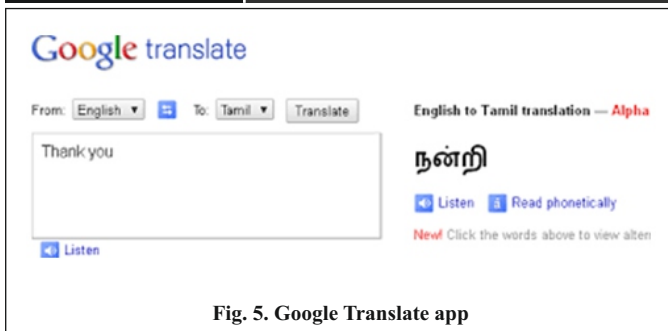 Google translate
From: English ▼ To: Tamil ▼ Translate
English to Tamil translation — Alpha
Thank you
நன்றி
Listen Read phonetically
New! Click the words above to view altern
Listen
Fig. 5. Google Translate app